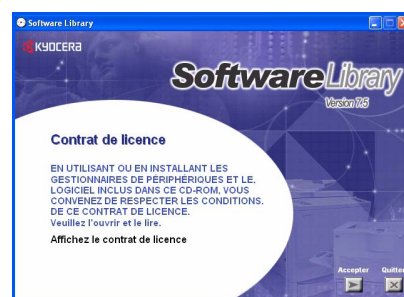 Software Library
KYOCERA
SoftwareLibrary
Version 7.5
Contrat de licence
EN UTILISANT OU EN INSTALLANT LES
GESTIONNAIRES DE PÉRIPHÉRIQUES ET LE.
LOGICIEL INCLUS DANS CE CD-ROM, VOUS
CONVENEZ DE RESPECTER LES CONDITIONS.
DE CE CONTRAT DE LICENCE.
Veuillez l'ouvrir et le lire.
Affichez le contrat de licence
Accepter Quitter